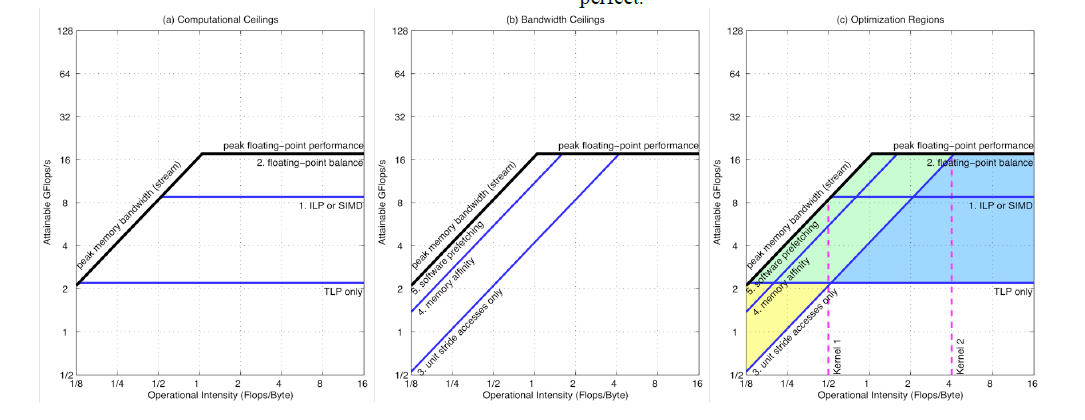 perfect.
(a) Computational Ceilings
128
64
32
16
8
4
2
1
1/2
1/8
1/4
1/2
1
2
4
8
16
Attainable GFlops/s
Operational Intensity (Flops/Byte)
peak memory bandwidth (stream)
peak floating−point performance
2. floating−point balance
1. ILP or SIMD
TLP only
(b) Bandwidth Ceilings
128
64
32
16
8
4
2
1
1/2
1/8
1/4
1/2
1
2
4
8
16
Attainable GFlops/s
Operational Intensity (Flops/Byte)
peak memory bandwidth (stream)
5. software prefetching
4. memory affinity
3. unit stride accesses only
peak floating−point performance
(c) Optimization Regions
128
64
32
16
8
4
2
1
1/2
1/8
1/4
1/2
1
2
4
8
16
Attainable GFlops/s
Operational Intensity (Flops/Byte)
peak memory bandwidth (stream)
5. software prefetching
4. memory affinity
3. unit stride accesses only
peak floating−point performance
2. floating−point balance
1. ILP or SIMD
TLP only
Kernel 1
Kernel 2